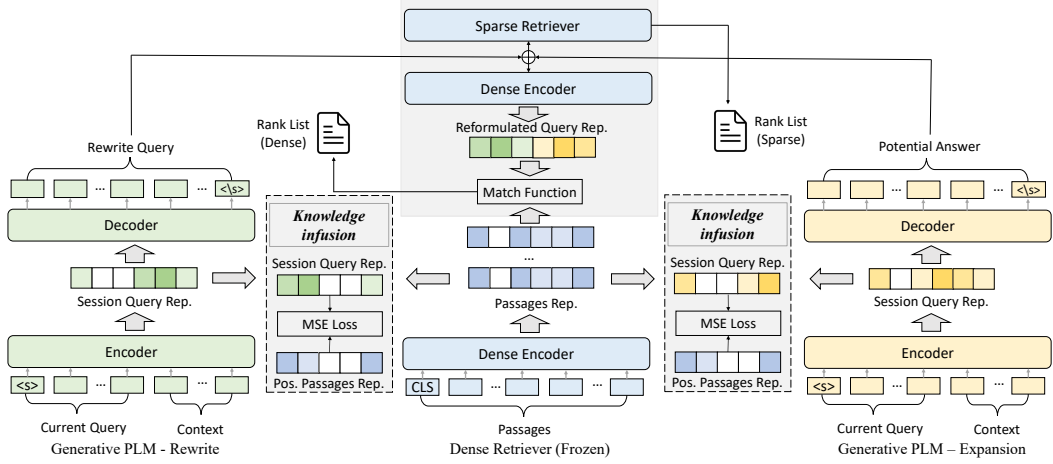 Sparse Retriever
Dense Encoder
Reformulated Query Rep.
Match Function
Rank List
(Dense)
Rank List
(Sparse)
Rewrite Query
... ... <\s>
Decoder
Session Query Rep.
Encoder
<s> ... ...
Current Query
Context
Generative PLM - Rewrite
Knowledge
infusion
Session Query Rep.
MSE Loss
Pos. Passages Rep.
...
Passages Rep.
Dense Encoder
CLS ... ...
Passages
Dense Retriever (Frozen)
Knowledge
infusion
Session Query Rep.
MSE Loss
Pos. Passages Rep.
Potential Answer
... ... <\s>
Decoder
Session Query Rep.
Encoder
<s> ... ...
Current Query
Context
Generative PLM – Expansion